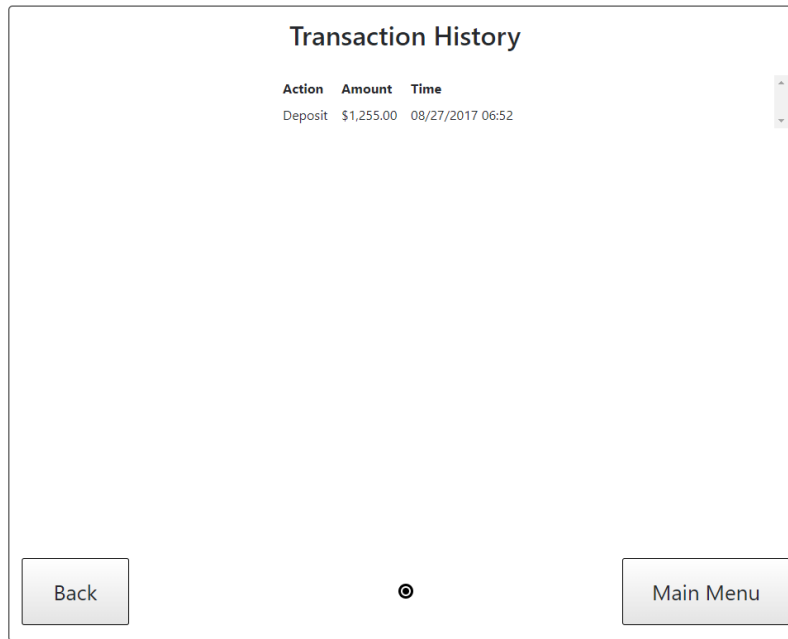 Transaction History
Action Amount Time
Deposit $1,255.00 08/27/2017 06:52
Back Main Menu